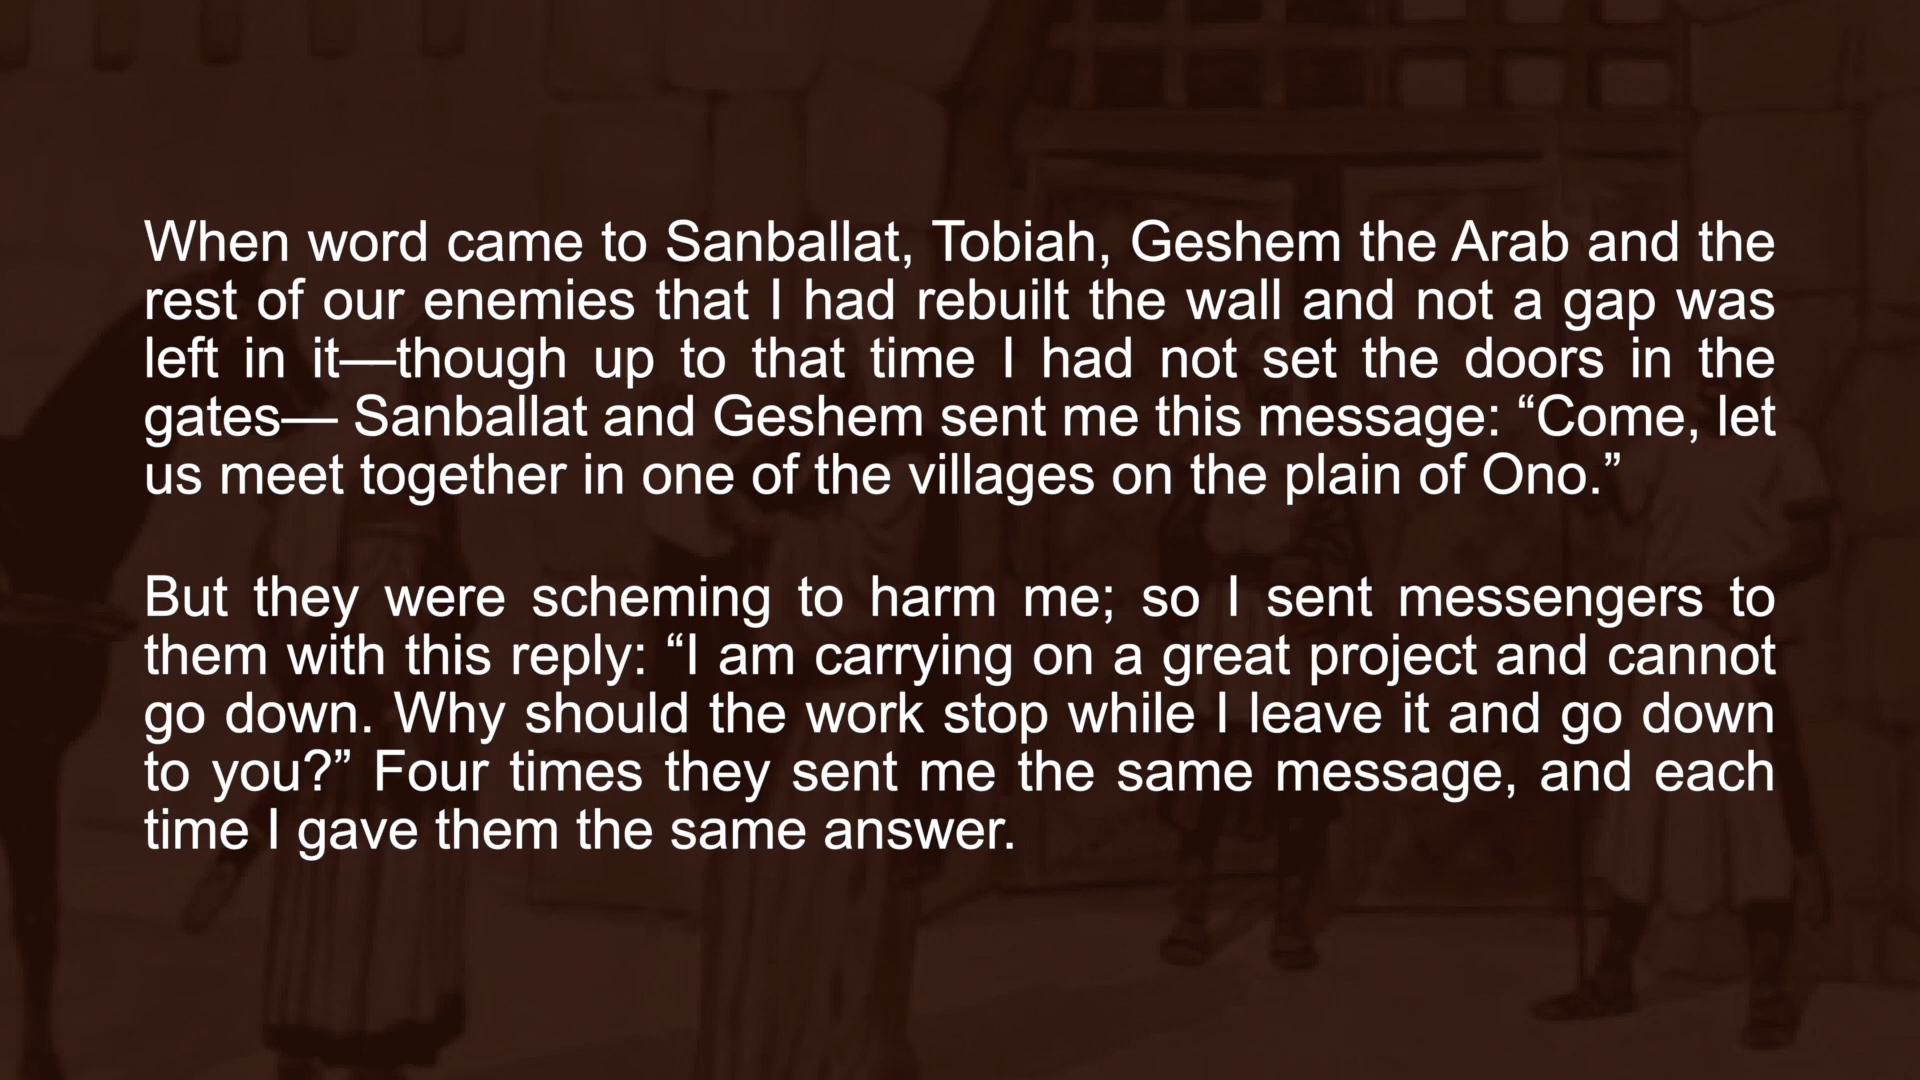 When word came to Sanballat, Tobiah, Geshem the Arab and the
rest of our enemies that I had rebuilt the wall and not a gap was
left in it—though up to that time I had not set the doors in the
gates— Sanballat and Geshem sent me this message: “Come, let
us meet together in one of the villages on the plain of Ono.”
But they were scheming to harm me; so I sent messengers to
them with this reply: “I am carrying on a great project and cannot
go down. Why should the work stop while I leave it and go down
to you?” Four times they sent me the same message, and each
time I gave them the same answer.